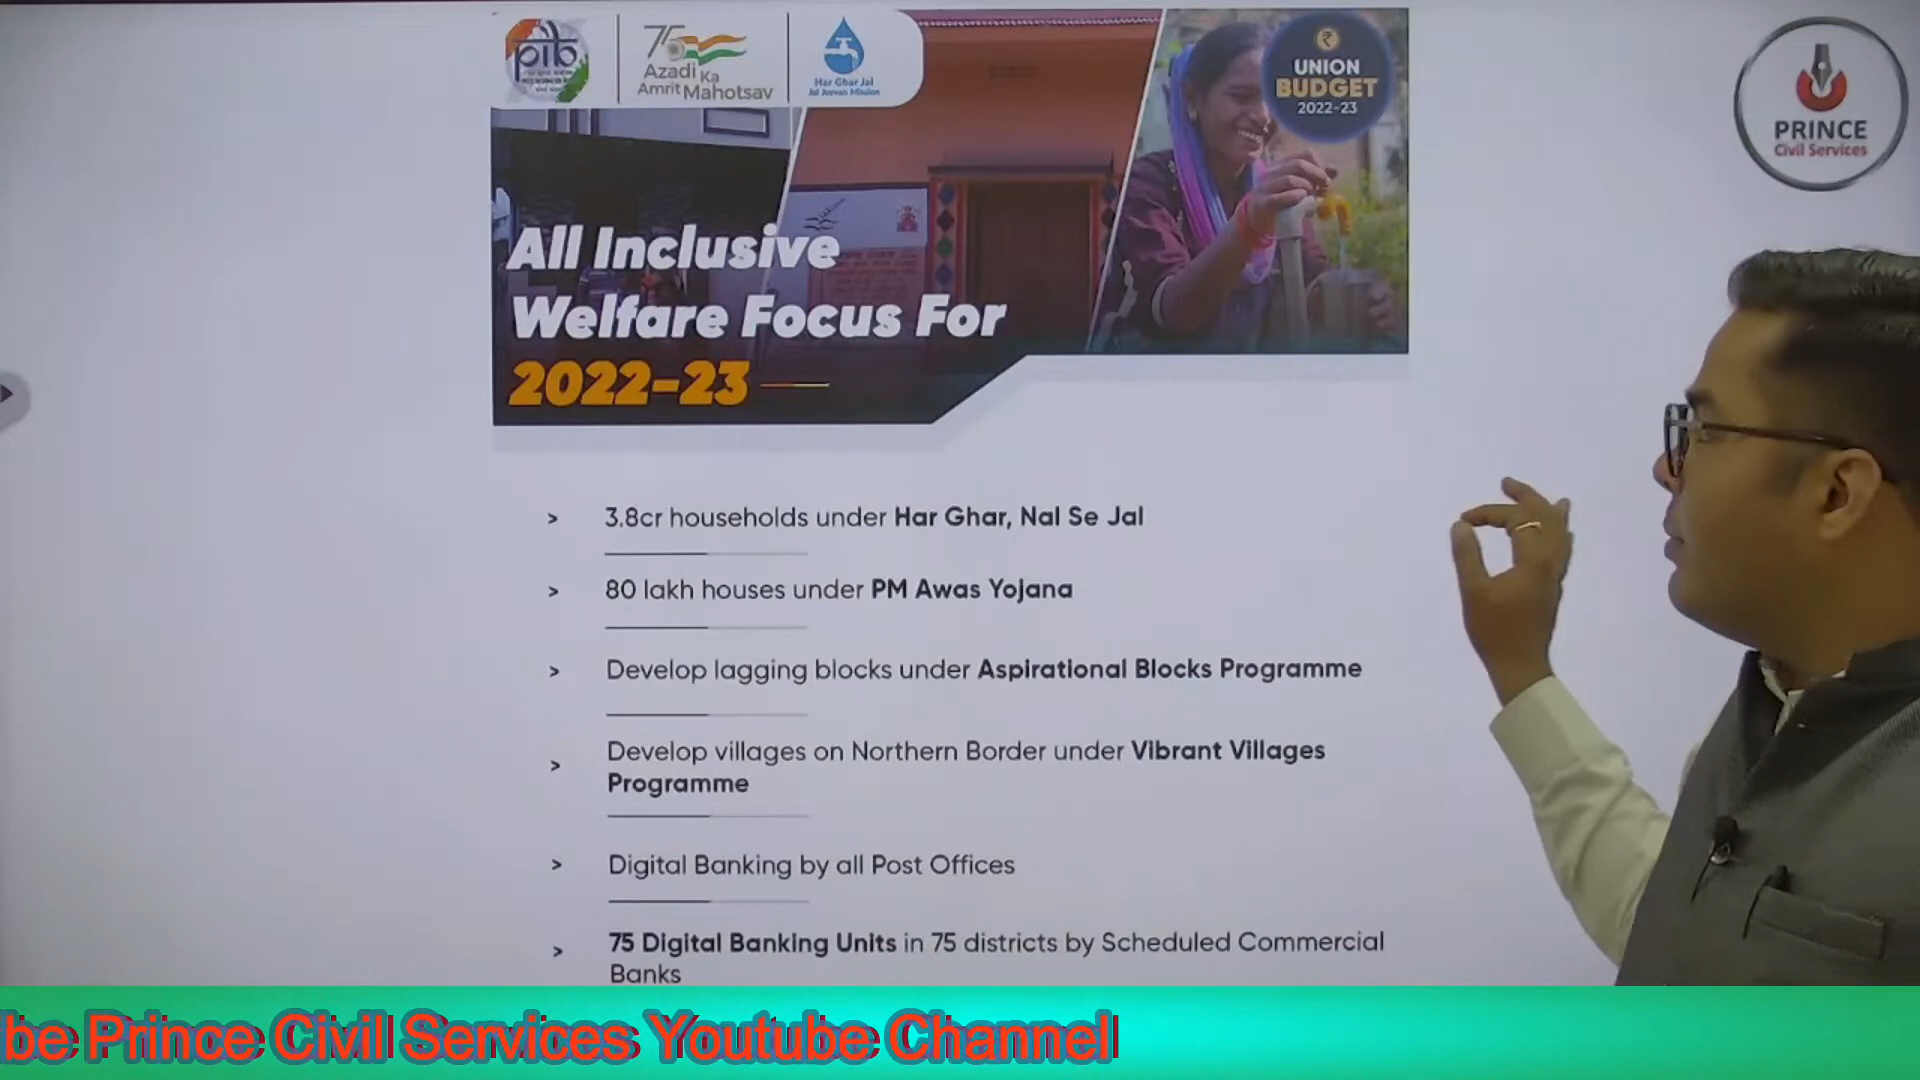 pib
75
Azadi Ka
Amrit Mahotsav
Har Ghar Jal
Jal Jeevan Mission
UNION
BUDGET
2022-23
PRINCE
Civil Services
All Inclusive
Welfare Focus For
2022-23
> 3.8cr households under Har Ghar, Nal Se Jal
> 80 lakh houses under PM Awas Yojana
> Develop lagging blocks under Aspirational Blocks Programme
> Develop villages on Northern Border under Vibrant Villages
Programme
> Digital Banking by all Post Offices
> 75 Digital Banking Units in 75 districts by Scheduled Commercial
Banks
be Prince Civil Services Youtube Channel